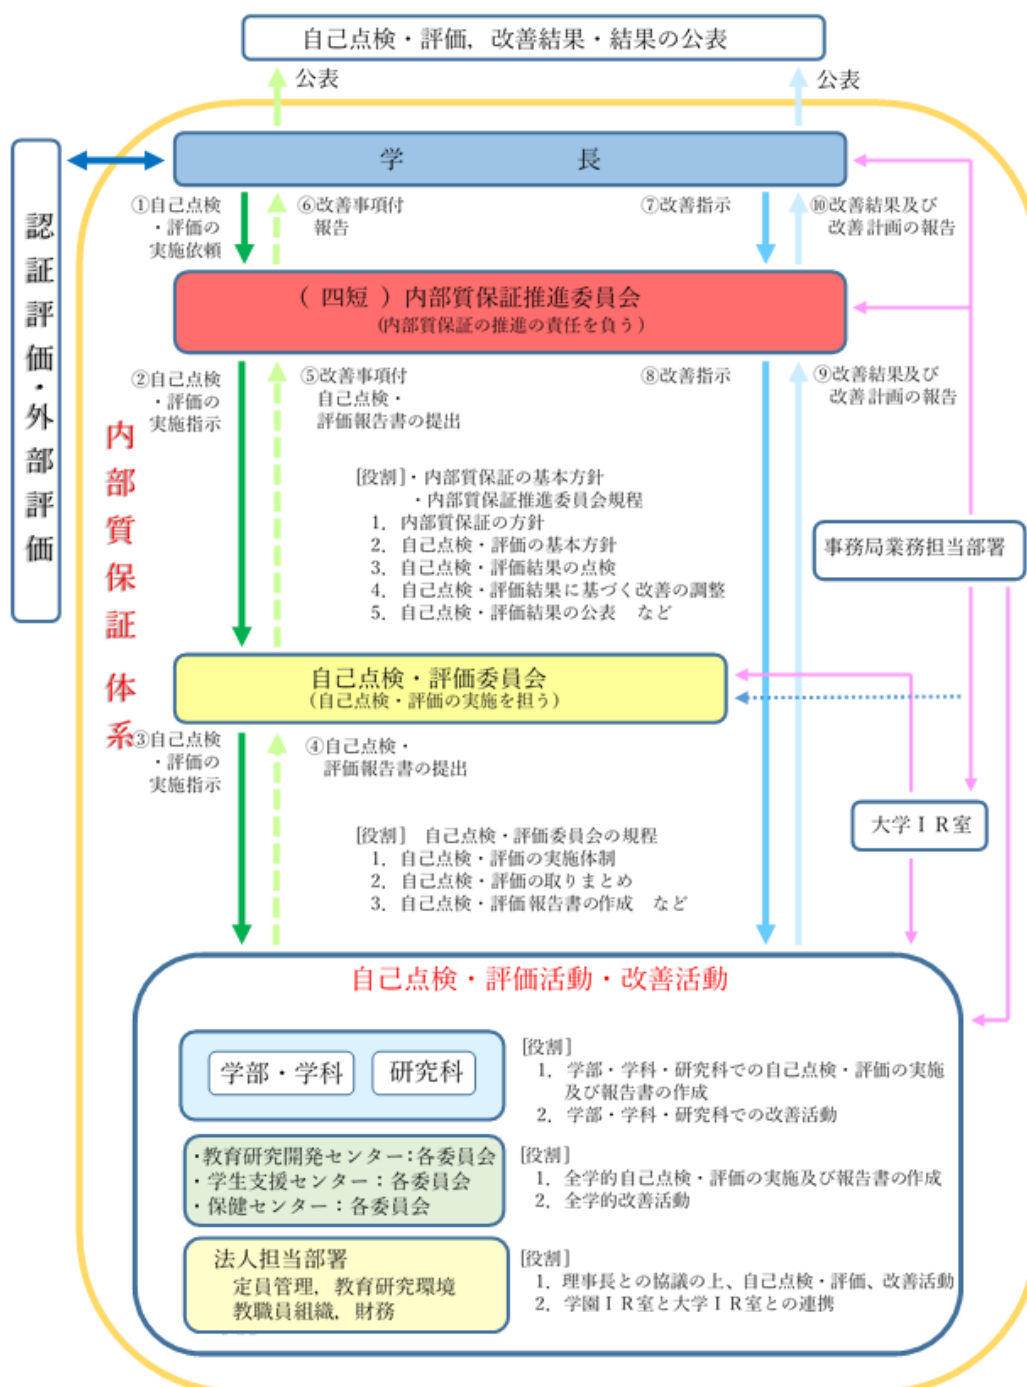 自己点検・評価，改善結果・結果の公表
公表
公表
学　　　　長
認証評価・外部評価
①自己点検
・評価の
実施依頼
⑥改善事項付
報告
⑦改善指示
⑩改善結果及び
改善計画の報告
（ 四短 ）内部質保証推進委員会
(内部質保証の推進の責任を負う）
②自己点検
・評価の
実施指示
⑤改善事項付
自己点検・
評価報告書の提出
⑧改善指示
⑨改善結果及び
改善計画の報告
内部質保証 体系
[役割]・内部質保証の基本方針
・内部質保証推進委員会規程
1．内部質保証の方針
2．自己点検・評価の基本方針
3．自己点検・評価結果の点検
4．自己点検・評価結果に基づく改善の調整
5．自己点検・評価結果の公表　など
事務局業務担当部署
自己点検・評価委員会
（自己点検・評価の実施を担う）
③自己点検
・評価の
実施指示
④自己点検・
評価報告書の提出
大学ＩＲ室
[役割]　自己点検・評価委員会の規程
1．自己点検・評価の実施体制
2．自己点検・評価の取りまとめ
3．自己点検・評価報告書の作成　など
自己点検・評価活動・改善活動
学部・学科
研究科
[役割]
1．学部・学科・研究科での自己点検・評価の実施
及び報告書の作成
2．学部・学科・研究科での改善活動
・教育研究開発センター：各委員会
・学生支援センター：各委員会
・保健センター：各委員会
[役割]
1．全学的自己点検・評価の実施及び報告書の作成
2．全学的改善活動
法人担当部署
定員管理，教育研究環境
教職員組織，財務
[役割]
1．理事長との協議の上、自己点検・評価、改善活動
2．学園ＩＲ室と大学ＩＲ室との連携